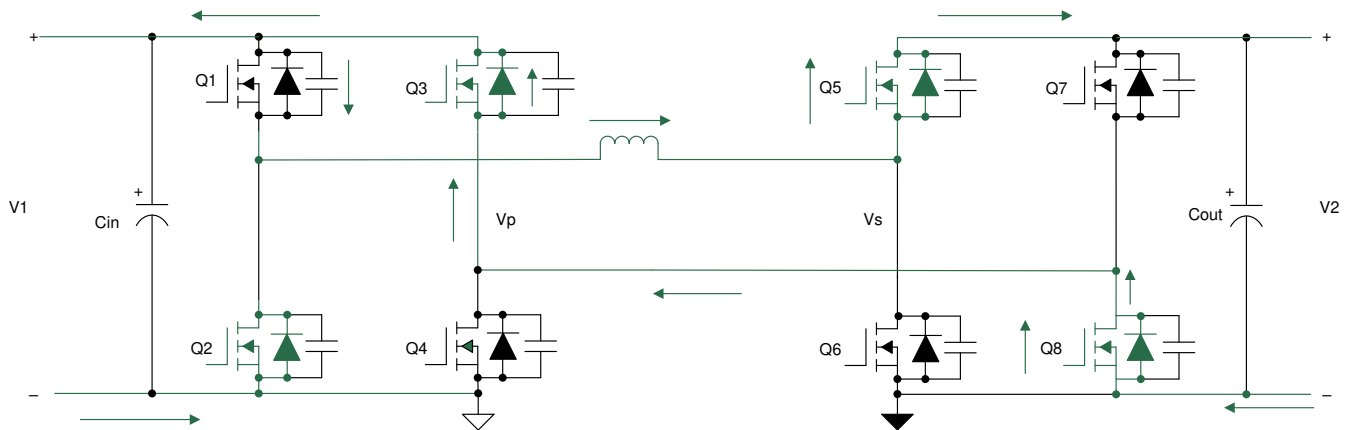 +
+
Q1
Q3
Q5
Q7
V1
+
Cin
Vp
Vs
+
Cout
V2
Q2
Q4
Q6
Q8
–
–